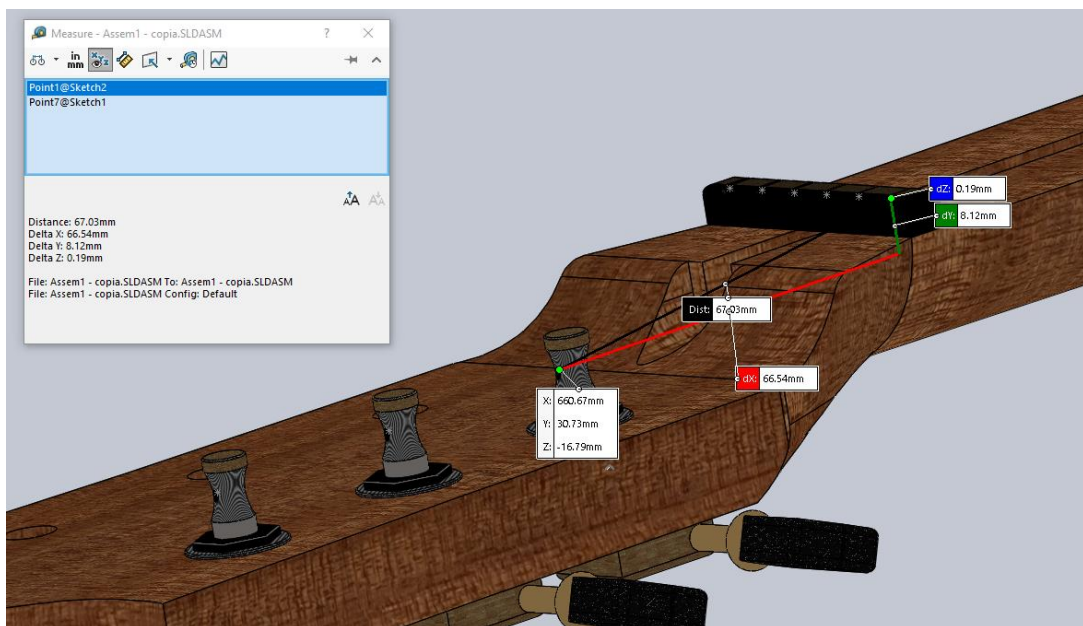 Measure - Assem1 - copia.SLDASM
in
mm
Point1@Sketch2
Point7@Sketch1
Distance: 67.03mm
Delta X: 66.54mm
Delta Y: 8.12mm
Delta Z: 0.19mm
File: Assem1 - copia.SLDASM To: Assem1 - copia.SLDASM
File: Assem1 - copia.SLDASM Config: Default
dZ: 0.19mm
dY: 8.12mm
Dist: 67.03mm
dX: 66.54mm
X: 660.67mm
Y: 30.73mm
Z: -16.79mm